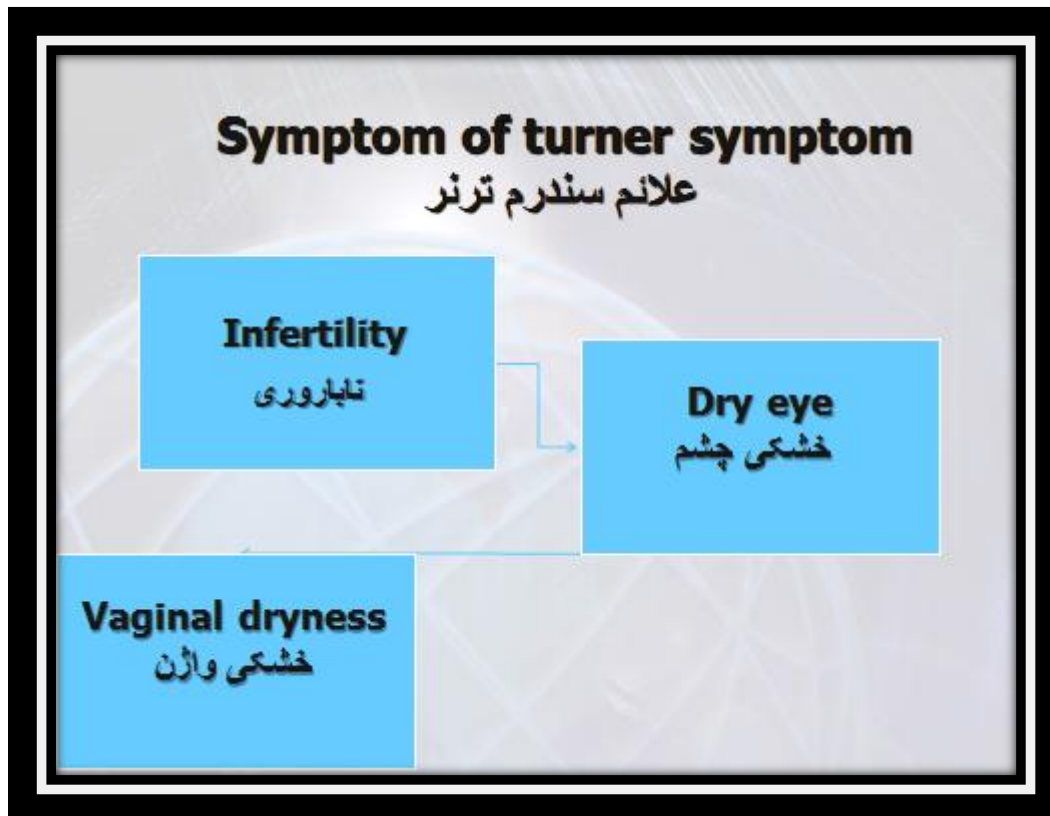 Symptom of turner symptom
علائم سندرم ترنر
Infertility
ناباروری
Dry eye
خشکی چشم
Vaginal dryness
خشکی واژن